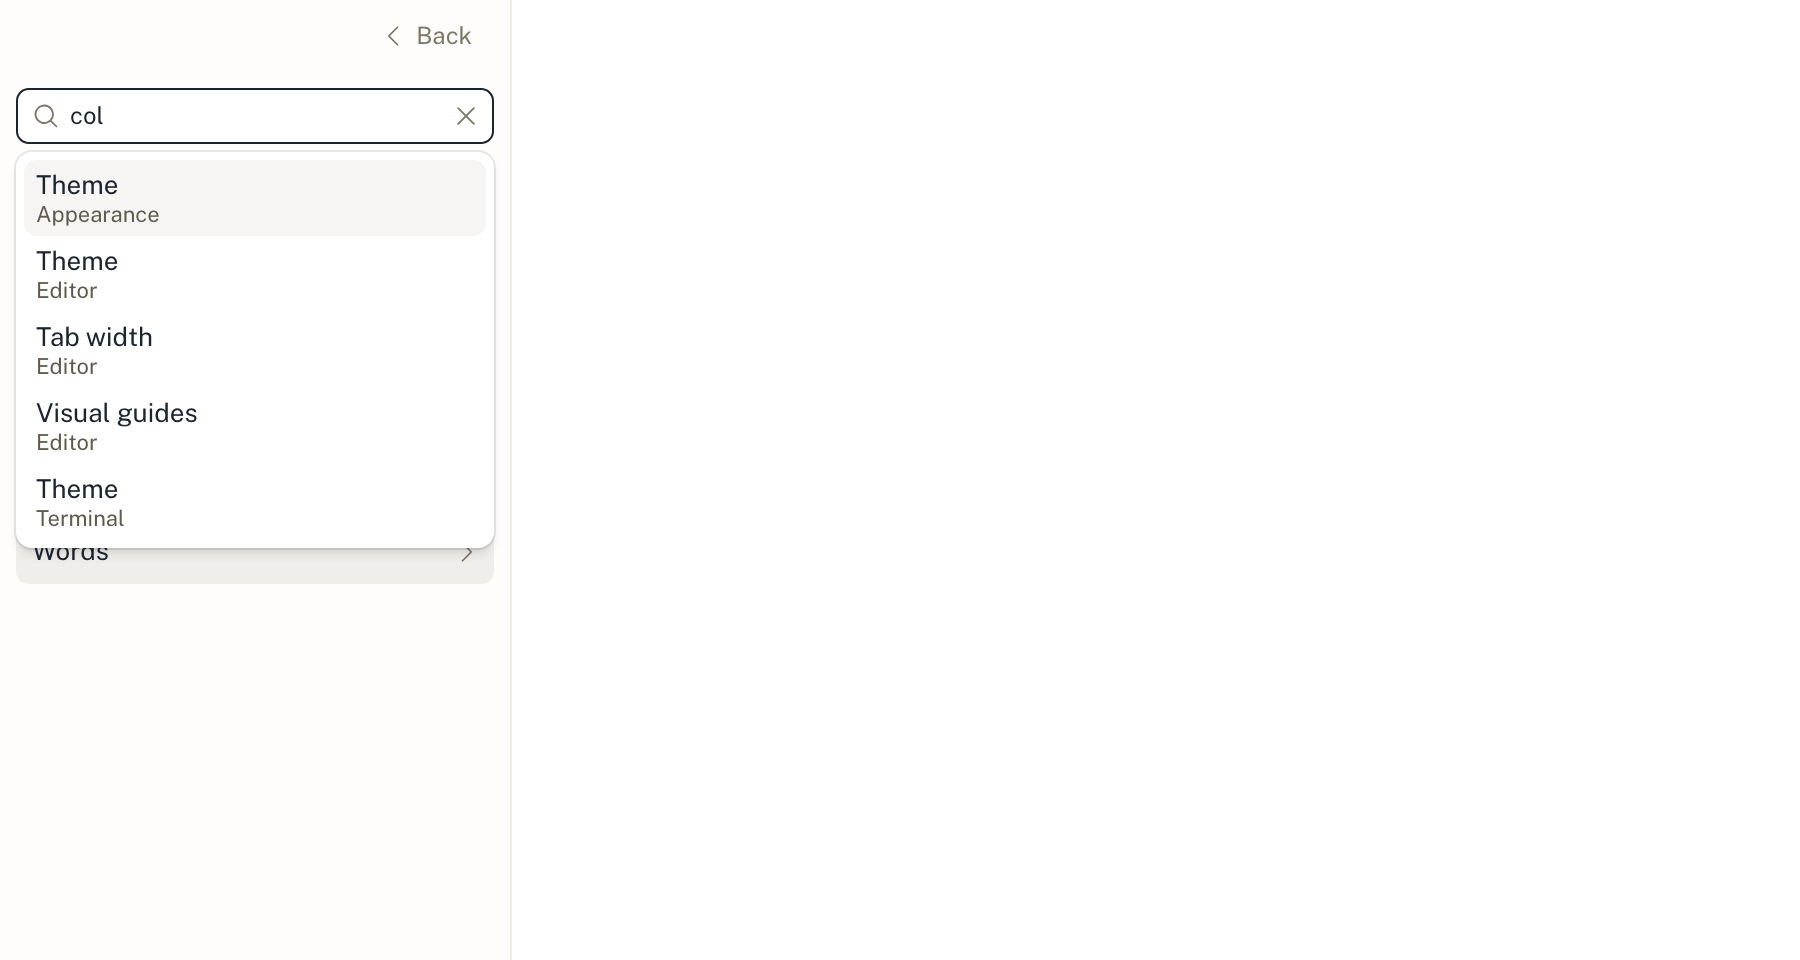 Back
col
Theme
Appearance
Theme
Editor
Tab width
Editor
Visual guides
Editor
Theme
Terminal
Words